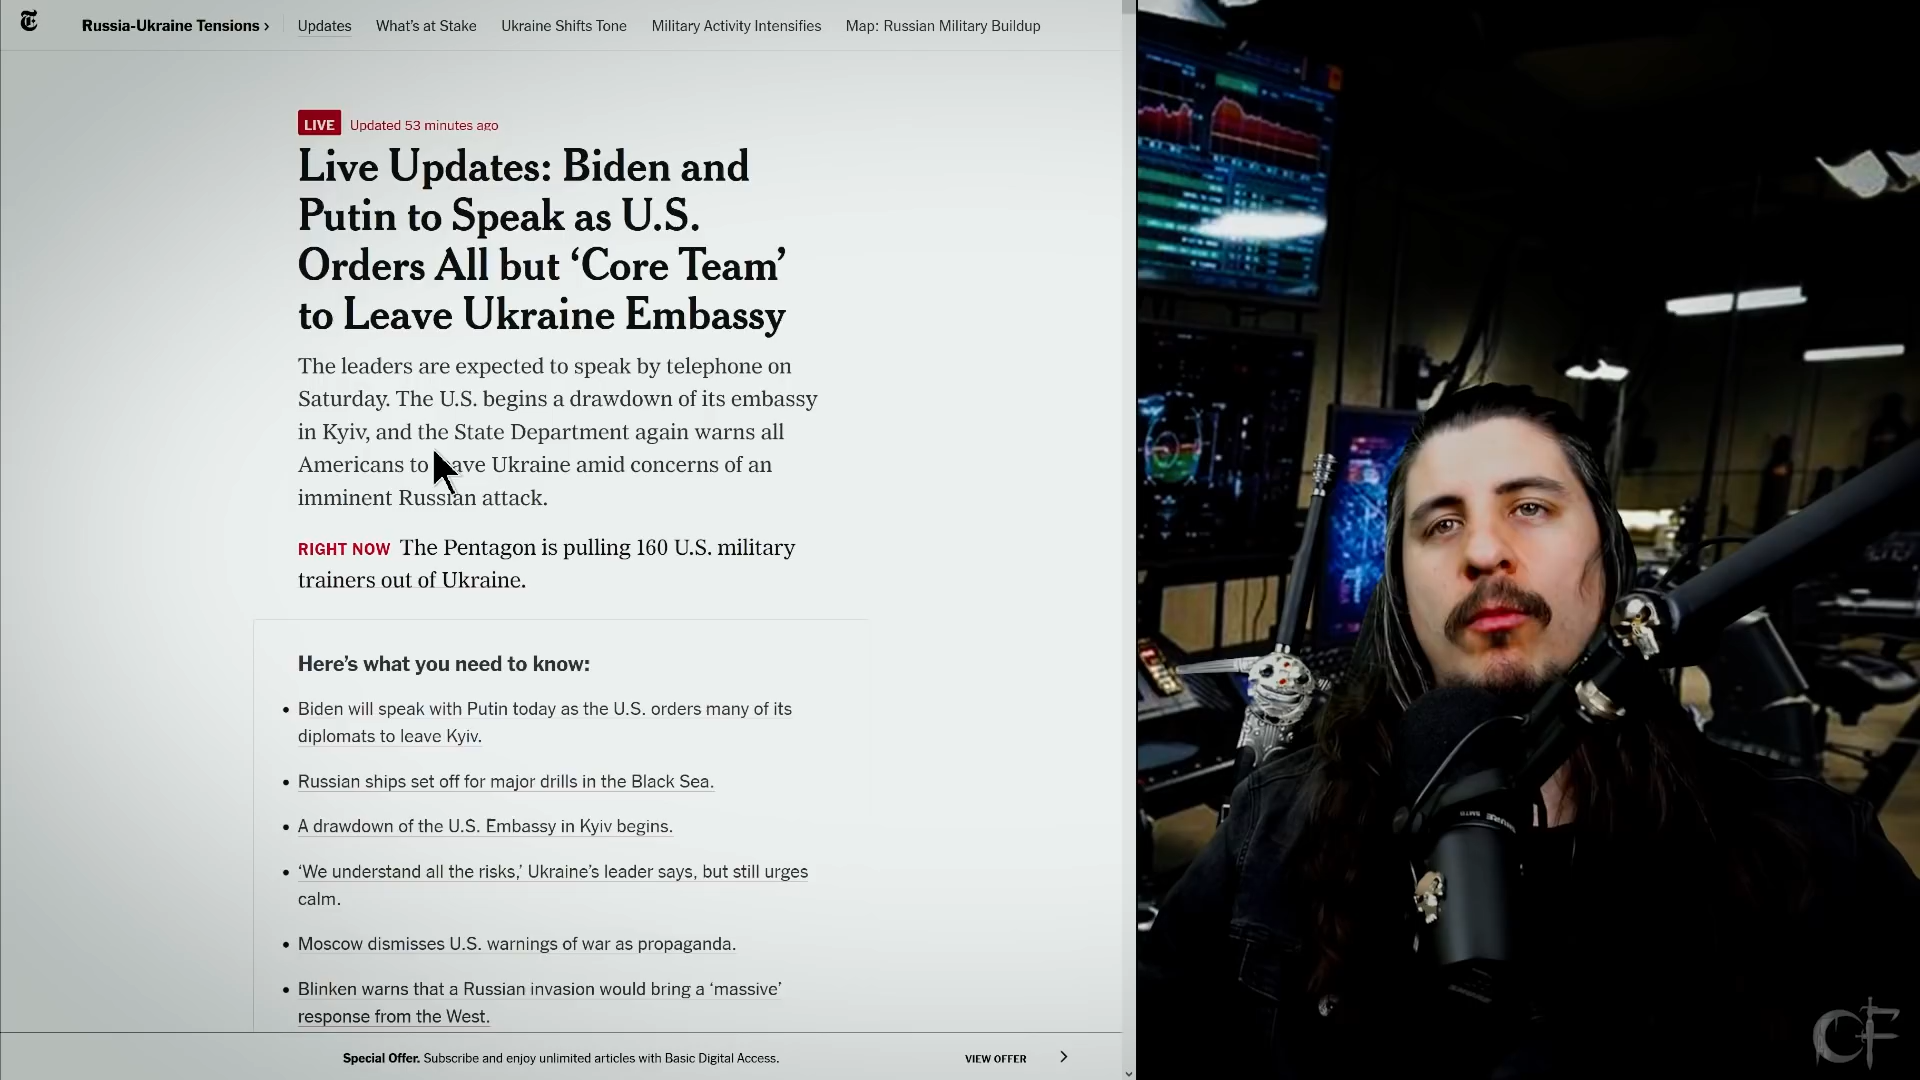 Russia-Ukraine Tensions › Updates What's at Stake Ukraine Shifts Tone Military Activity Intensifies Map: Russian Military Buildup
LIVE Updated 53 minutes ago
Live Updates: Biden and
Putin to Speak as U.S.
Orders All but ‘Core Team’
to Leave Ukraine Embassy
The leaders are expected to speak by telephone on
Saturday. The U.S. begins a drawdown of its embassy
in Kyiv, and the State Department again warns all
Americans to leave Ukraine amid concerns of an
imminent Russian attack.
RIGHT NOW The Pentagon is pulling 160 U.S. military
trainers out of Ukraine.
Here’s what you need to know:
• Biden will speak with Putin today as the U.S. orders many of its
diplomats to leave Kyiv.
• Russian ships set off for major drills in the Black Sea.
• A drawdown of the U.S. Embassy in Kyiv begins.
• ‘We understand all the risks,’ Ukraine’s leader says, but still urges
calm.
• Moscow dismisses U.S. warnings of war as propaganda.
• Blinken warns that a Russian invasion would bring a ‘massive’
response from the West.
Special Offer. Subscribe and enjoy unlimited articles with Basic Digital Access. VIEW OFFER
CF